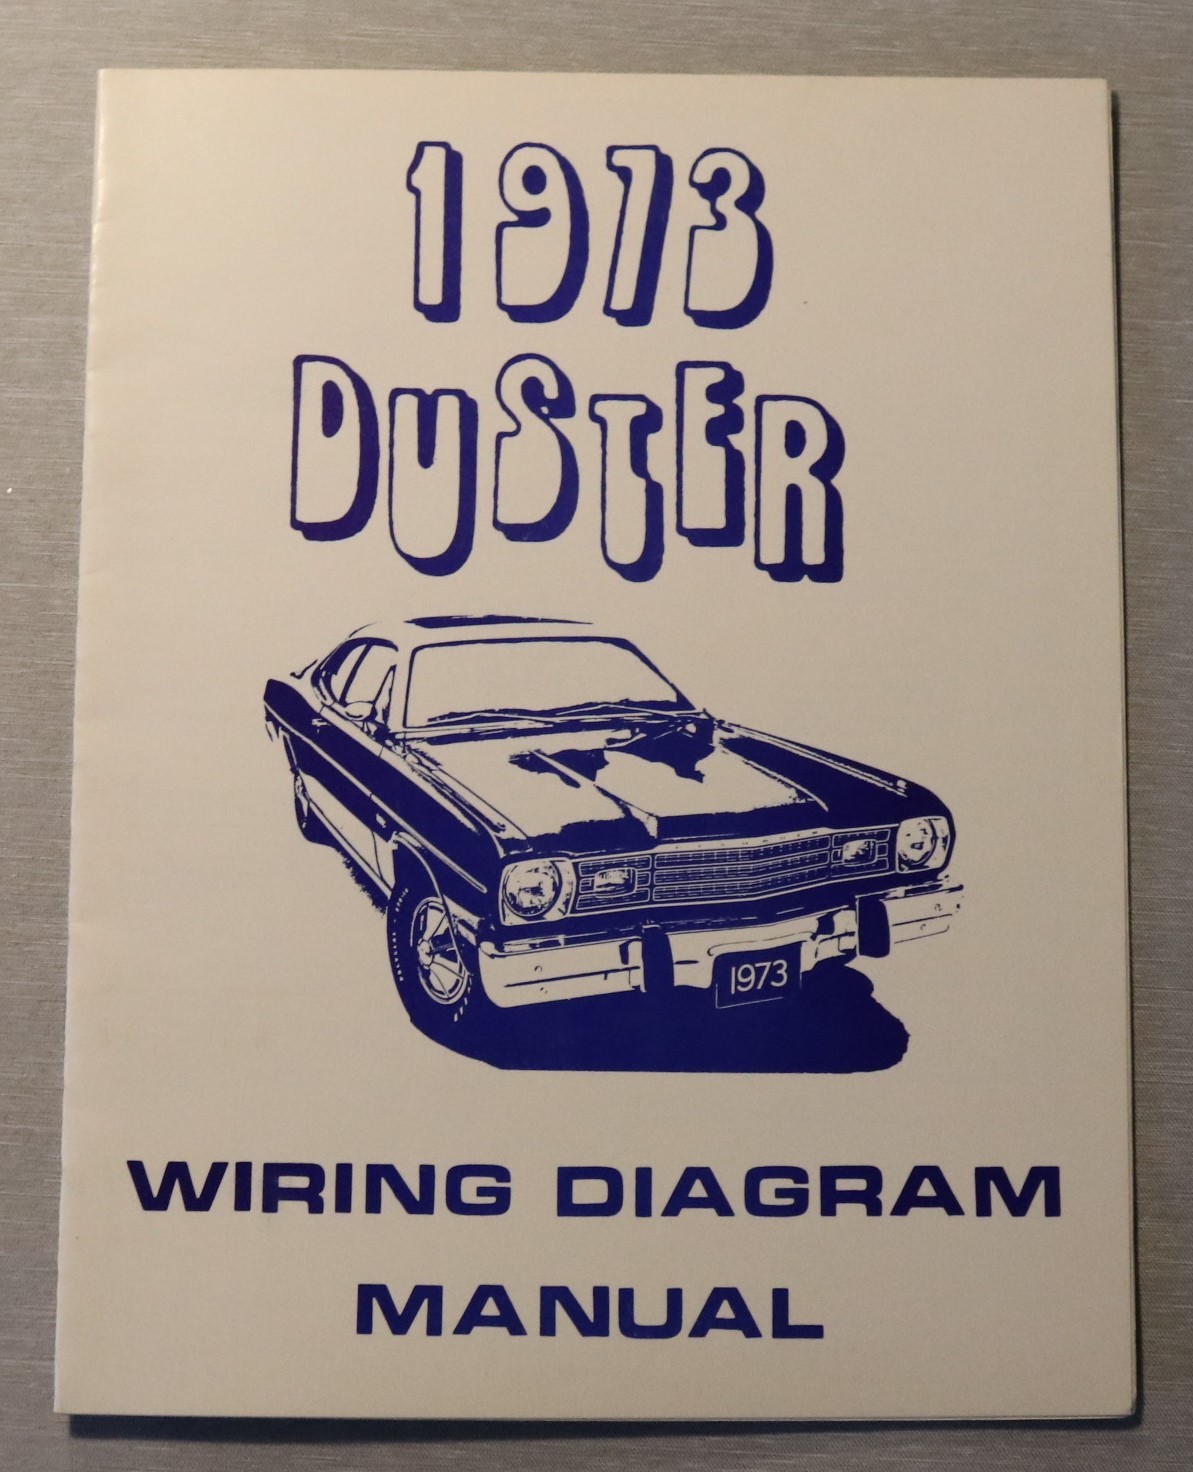 1973
DUSTER
1973
WIRING DIAGRAM
MANUAL